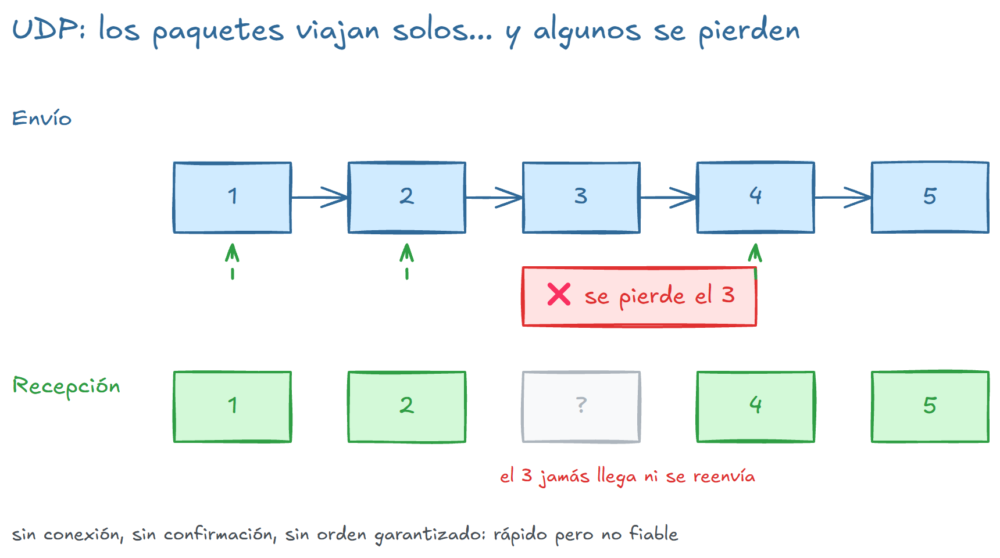 UDP: los paquetes viajan solos... y algunos se pierden
Envío
1
2
3
4
5
❌ se pierde el 3
Recepción
1
2
?
4
5
el 3 jamás llega ni se reenvía
sin conexión, sin confirmación, sin orden garantizado: rápido pero no fiable